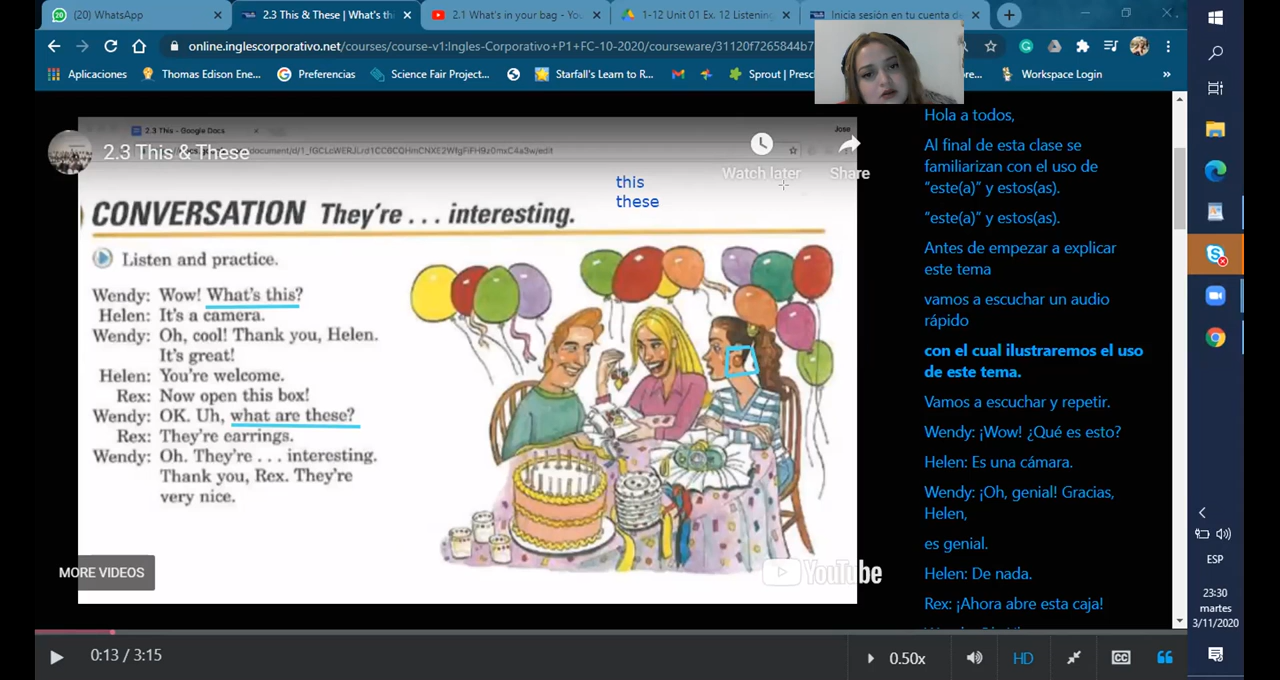 (20) WhatsApp
2.3 This & These | What's th
2.1 What's in your bag - You
1-12 Unit 01 Ex. 12 Listening
Inicia sesión en tu cuenta de
online.inglescorporativo.net/courses/course-v1:Ingles-Corporativo+P1+FC-10-2020/courseware/31120f7265844b7
Aplicaciones
Thomas Edison Ene...
Preferencias
Science Fair Project...
Starfall's Learn to R...
Sprout | Presc
ore...
Workspace Login
»
2.3 This - Google Docs
Jose
2.3 This & These
Watch later
Share
this
these
CONVERSATION They're . . . interesting.
Listen and practice.
Wendy: Wow! What's this?
Helen: It's a camera.
Wendy: Oh, cool! Thank you, Helen.
It's great!
Helen: You're welcome.
Rex: Now open this box!
Wendy: OK. Uh, what are these?
Rex: They're earrings.
Wendy: Oh. They're . . . interesting.
Thank you, Rex. They're
very nice.
MORE VIDEOS
YouTube
0:13 / 3:15
0.50x
HD
CC
Hola a todos,
Al final de esta clase se
familiarizan con el uso de
“este(a)” y estos(as).
“este(a)” y estos(as).
Antes de empezar a explicar
este tema
vamos a escuchar un audio
rápido
con el cual ilustraremos el uso
de este tema.
Vamos a escuchar y repetir.
Wendy: ¡Wow! ¿Qué es esto?
Helen: Es una cámara.
Wendy: ¡Oh, genial! Gracias,
Helen,
es genial.
Helen: De nada.
Rex: ¡Ahora abre esta caja!
ESP
23:30
martes
3/11/2020